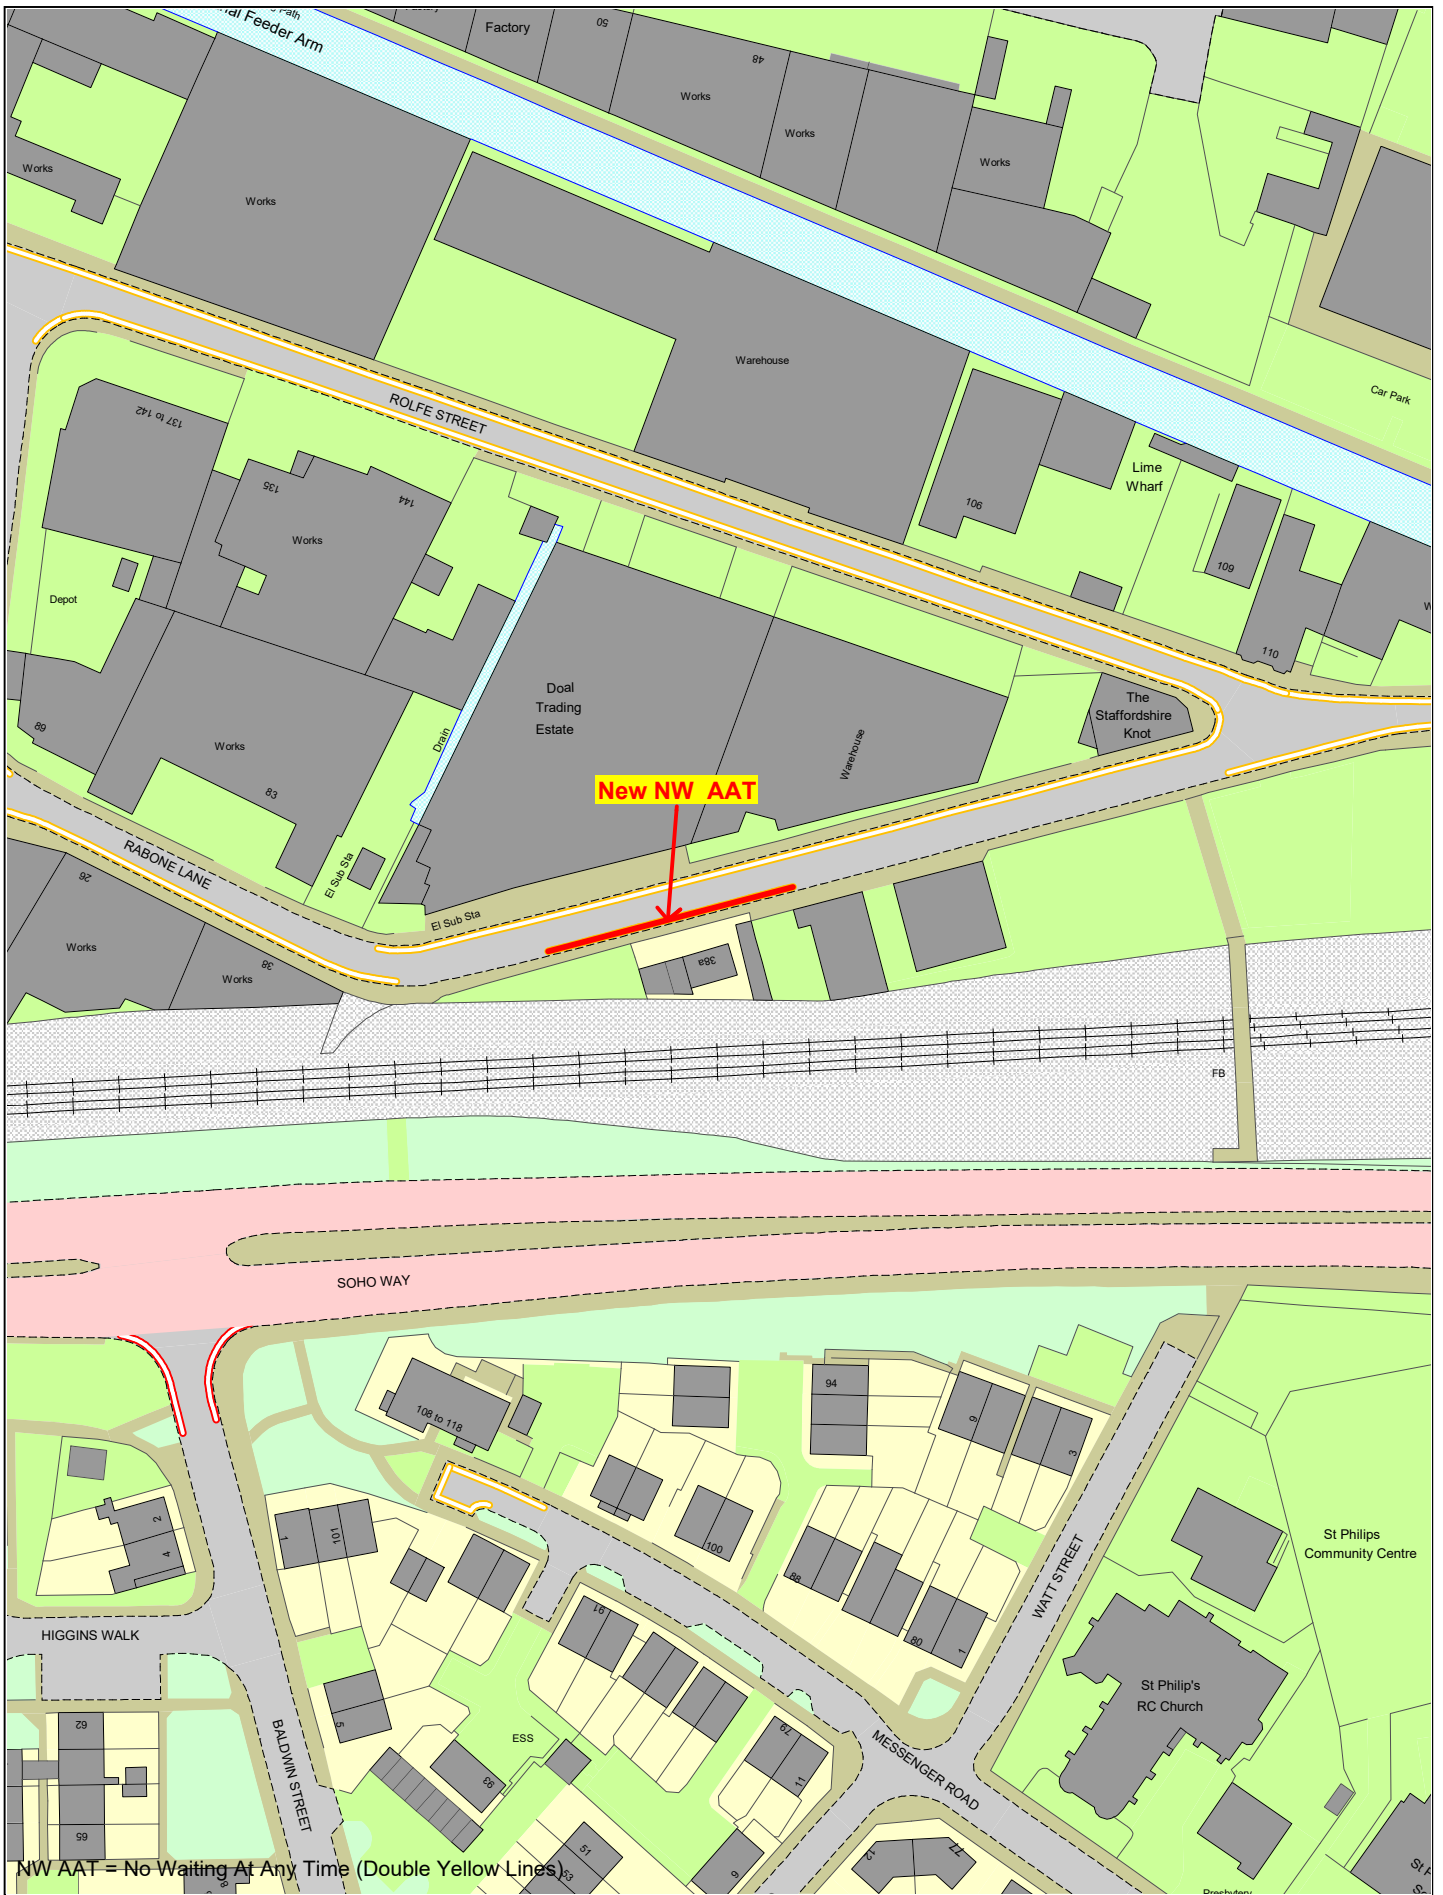 nal Feeder Arm
Path
Factory
50
48
Works
Works
Works
Works
Works
Warehouse
Car Park
ROLFE STREET
137 to 142
135
144
Works
106
Lime
Wharf
109
110
Depot
Doal
Trading
Estate
The
Staffordshire
Knot
Drain
Works
89
83
Warehouse
New NW  AAT
RABONE LANE
El Sub Sta
El Sub Sta
26
Works
38
Works
38a
FB
SOHO WAY
108 to 118
94
9
3
2
4
1
101
100
88
80
1
91
WATT STREET
St Philips
Community Centre
HIGGINS WALK
St Philip's
RC Church
62
5
ESS
79
11
MESSENGER ROAD
BALDWIN STREET
93
65
51
53
9
12
77
Presbytery
NW AAT = No Waiting At Any Time (Double Yellow Lines)